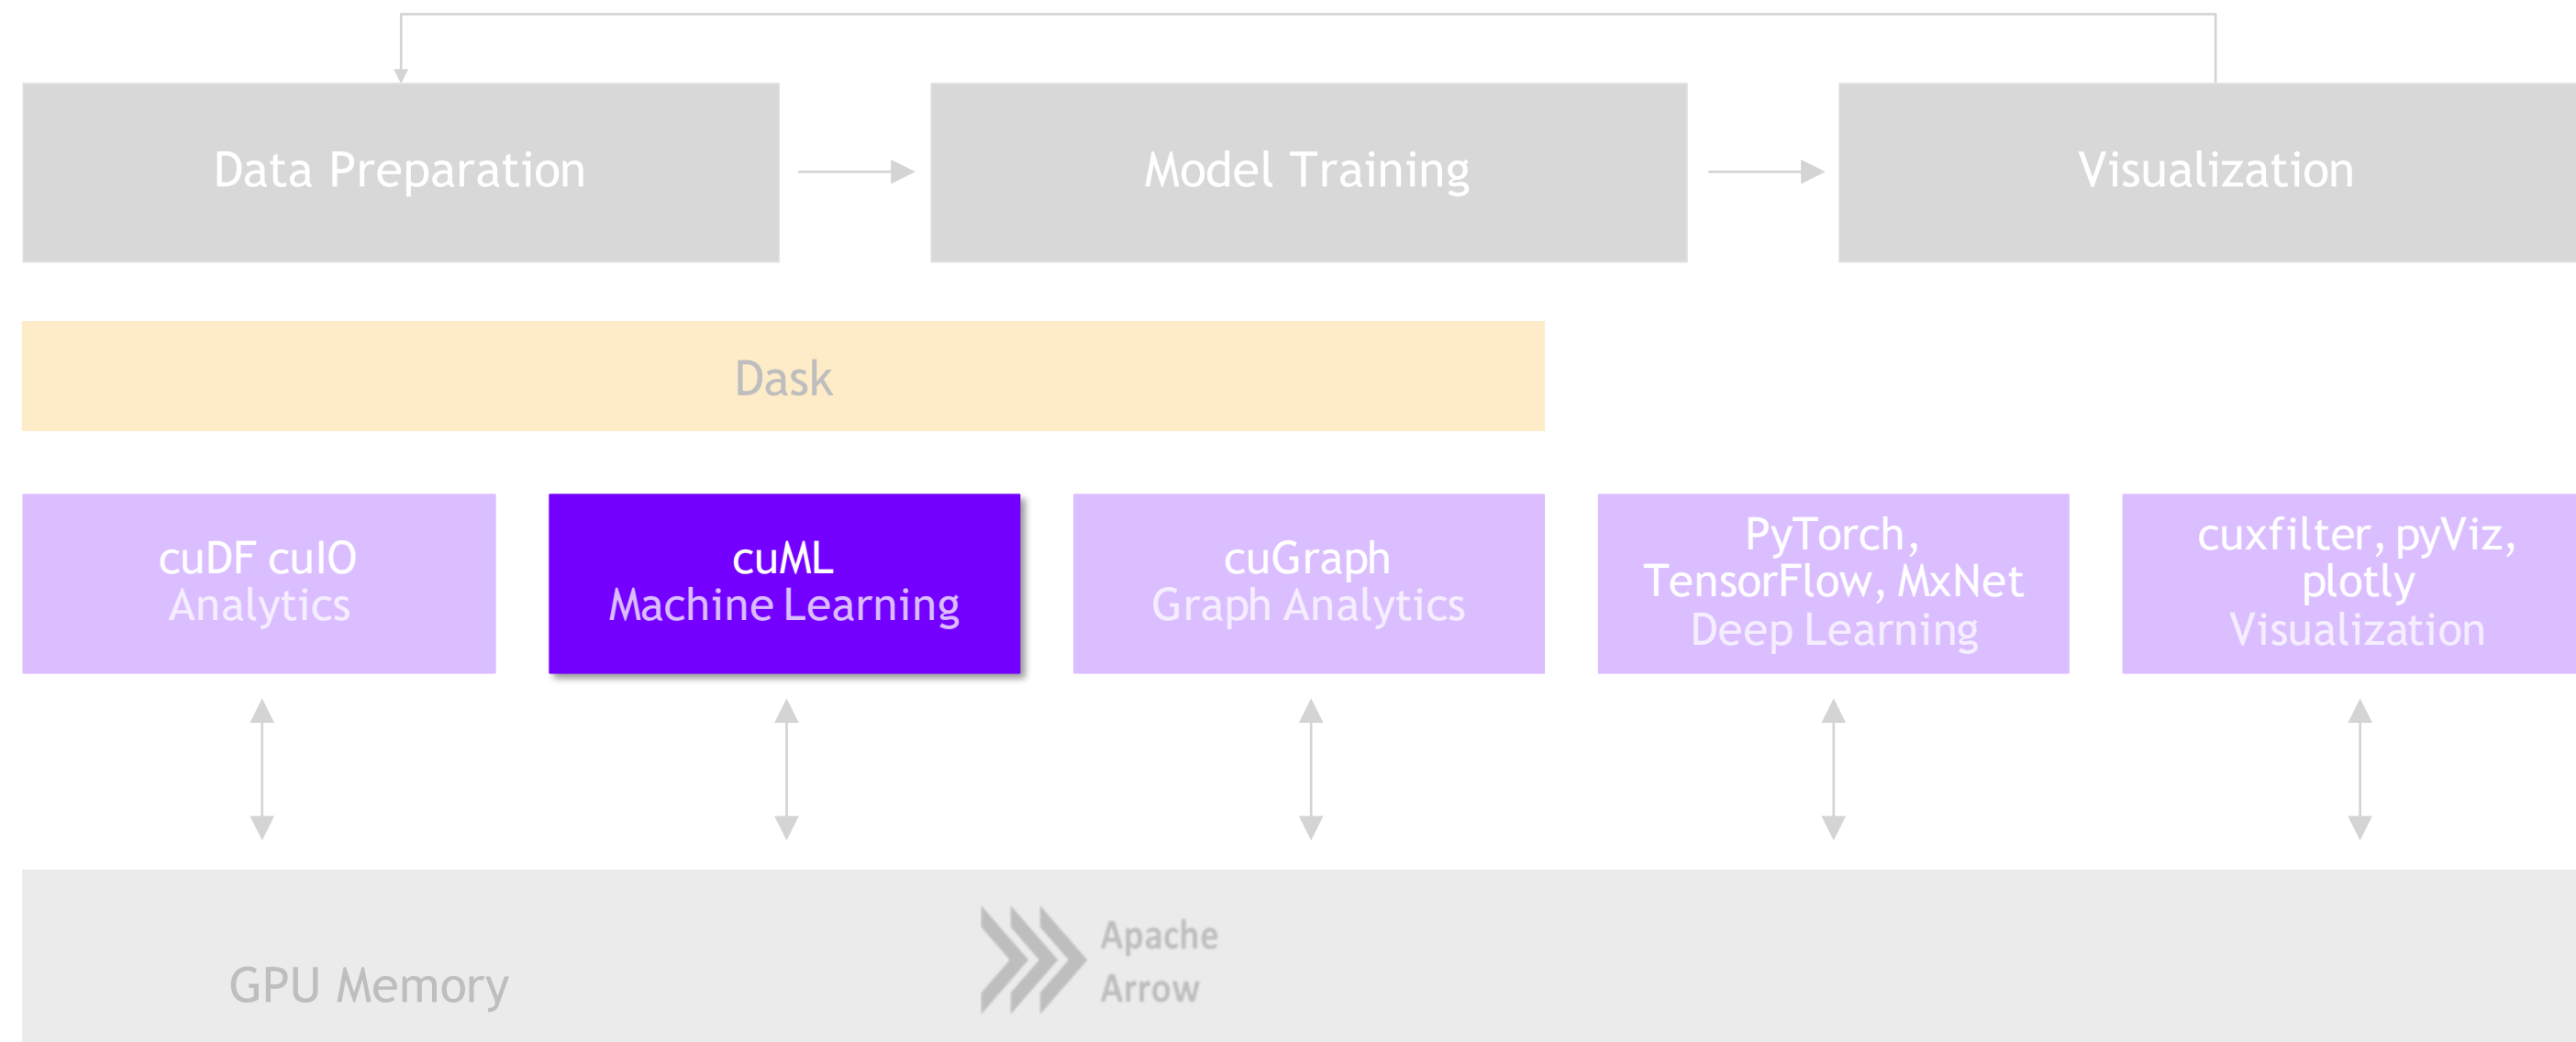 Data Preparation
Model Training
Visualization
Dask
cuDF cuIO
Analytics
cuML
Machine Learning
cuGraph
Graph Analytics
PyTorch,
TensorFlow, MxNet
Deep Learning
cuxfilter, pyViz,
plotly
Visualization
GPU Memory
Apache
Arrow